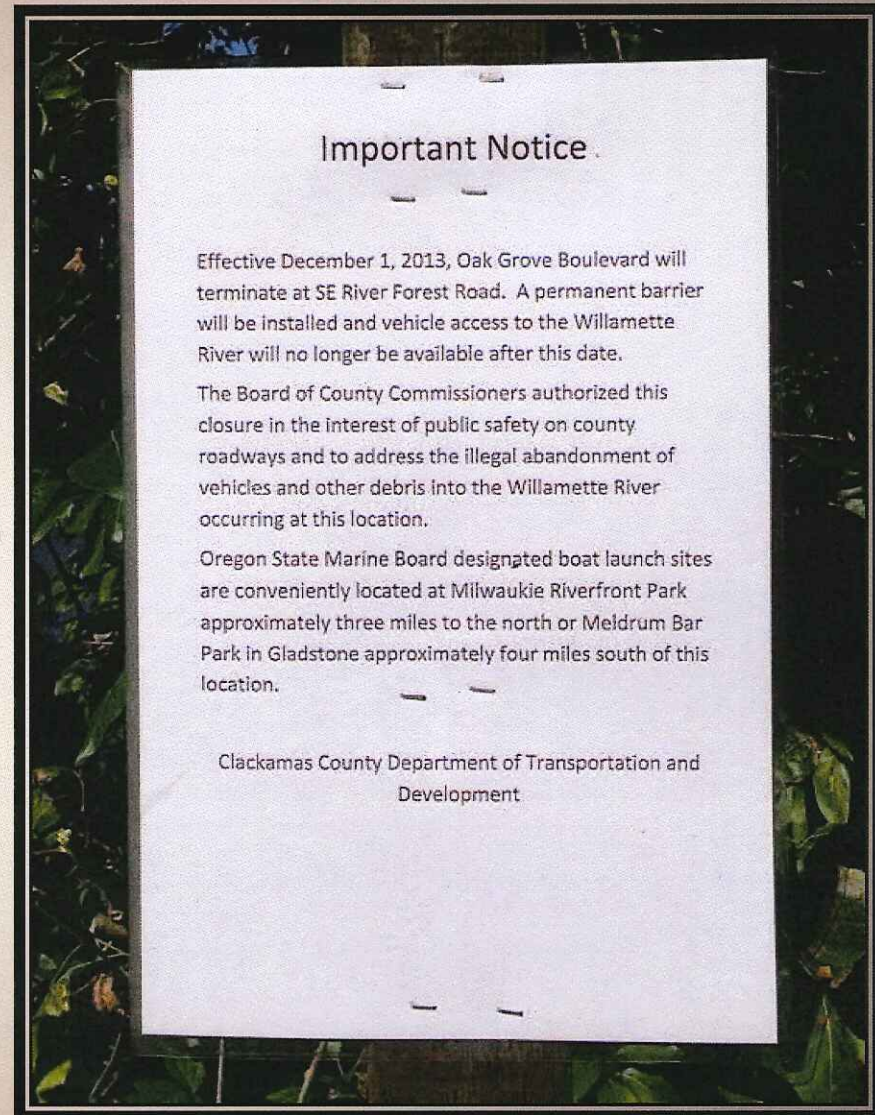 Important Notice
Effective December 1, 2013, Oak Grove Boulevard will
terminate at SE River Forest Road. A permanent barrier
will be installed and vehicle access to the Willamette
River will no longer be available after this date.
The Board of County Commissioners authorized this
closure in the interest of public safety on county
roadways and to address the illegal abandonment of
vehicles and other debris into the Willamette River
occurring at this location.
Oregon State Marine Board designated boat launch sites
are conveniently located at Milwaukie Riverfront Park
approximately three miles to the north or Meldrum Bar
Park in Gladstone approximately four miles south of this
location.
Clackamas County Department of Transportation and
Development